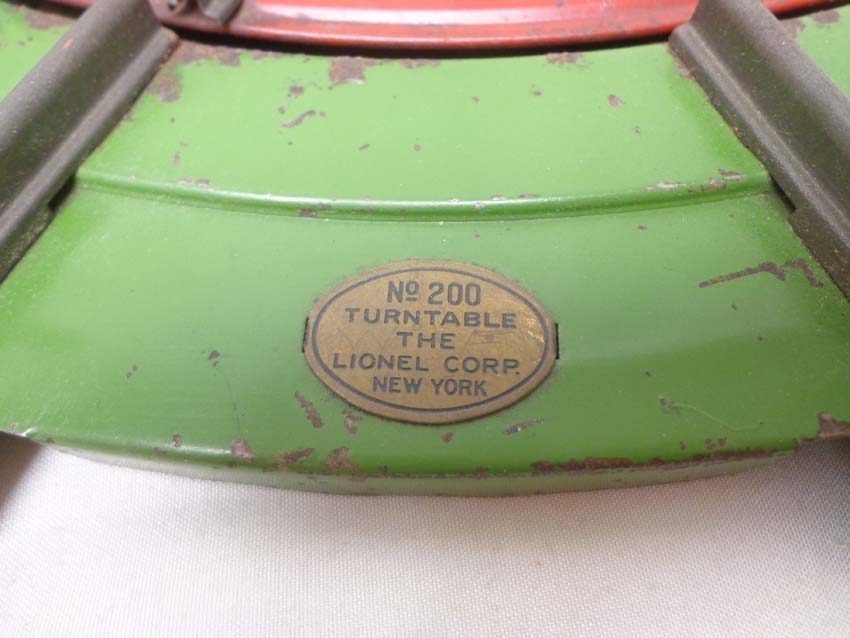 № 200
TURNTABLE
THE
LIONEL CORP.
NEW YORK